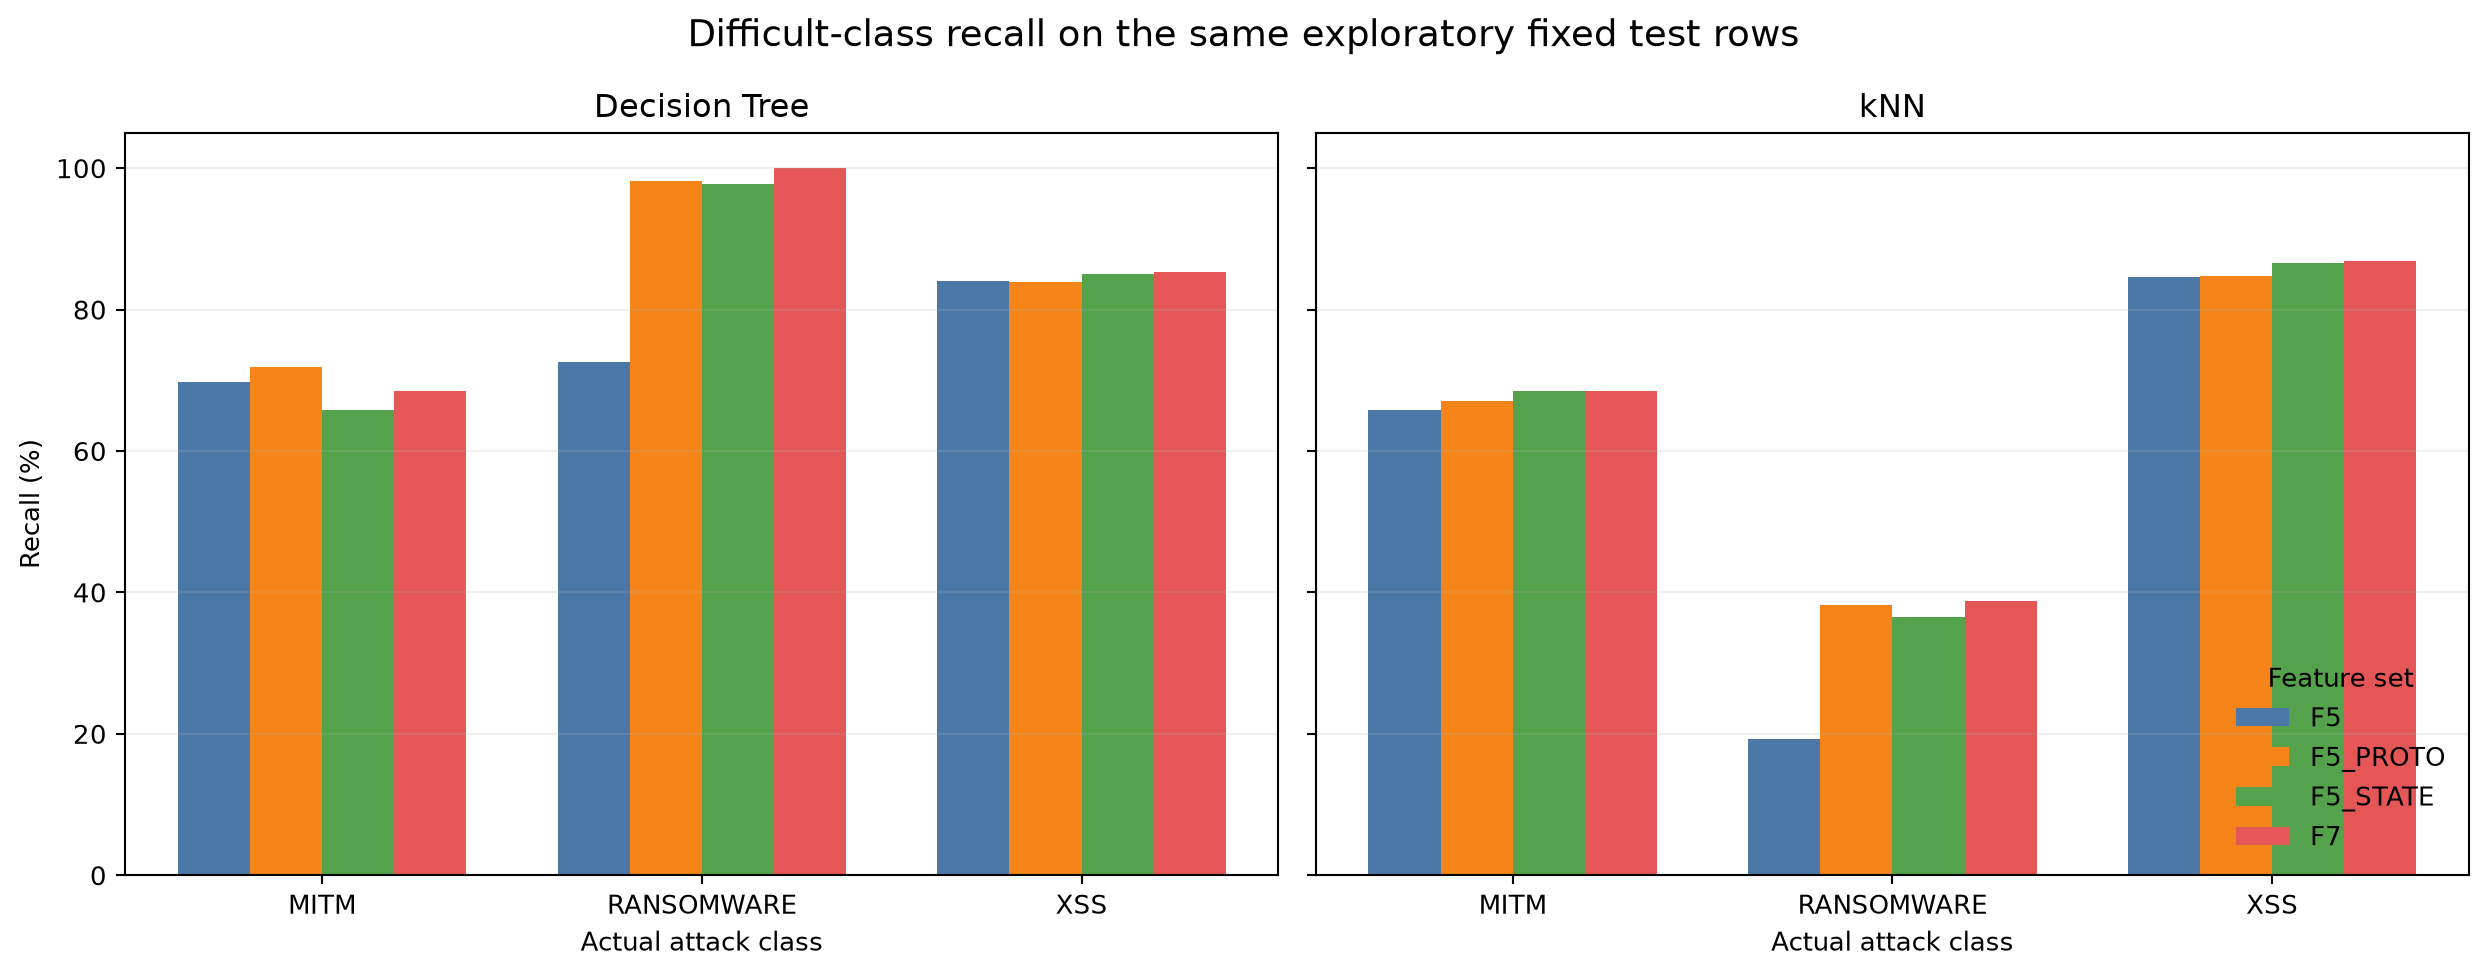 Difficult-class recall on the same exploratory fixed test rows
Decision Tree
Recall (%)
100
80
60
40
20
0
MITM
RANSOMWARE
XSS
Actual attack class
kNN
MITM
RANSOMWARE
XSS
Actual attack class
Feature set
F5
F5_PROTO
F5_STATE
F7